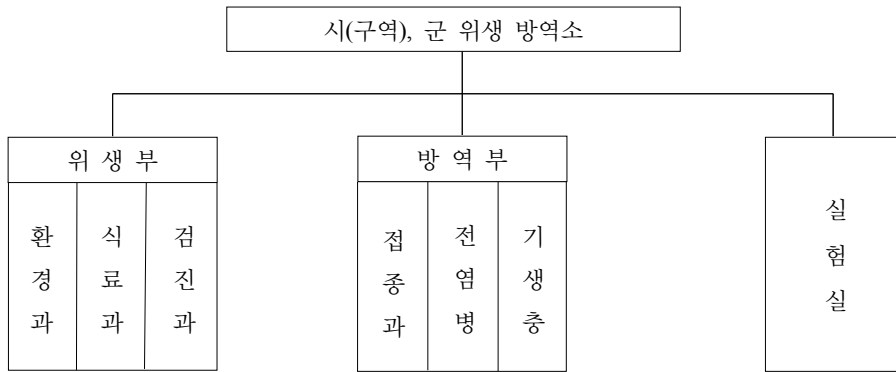 시(구역), 군 위생 방역소
위 생 부
환경과
식료과
검진과
방 역 부
접종과
전염병
기생충
실험실